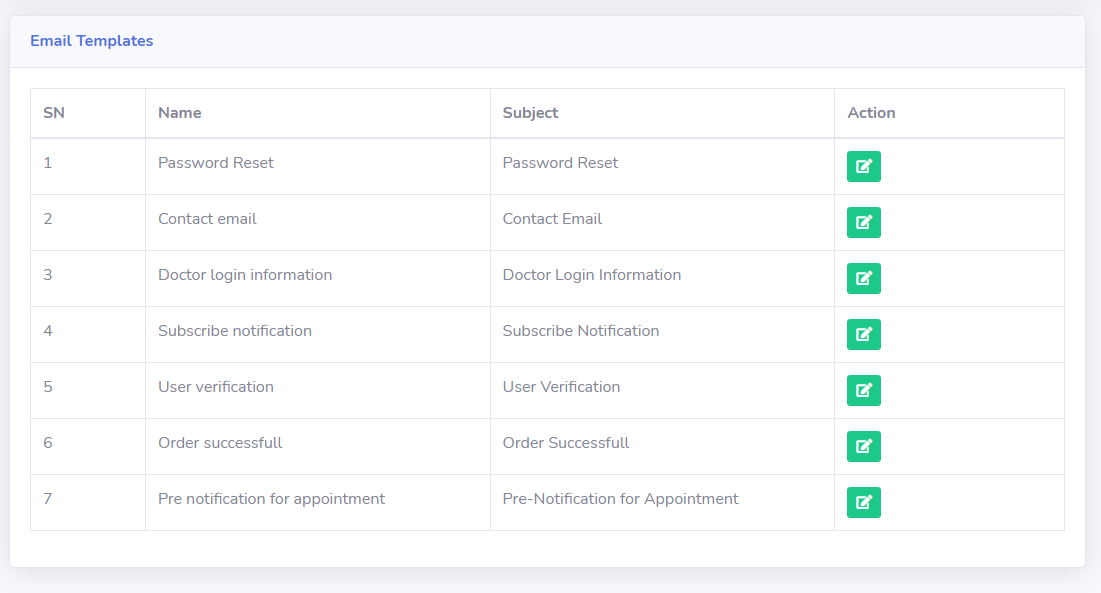 Email Templates
SN Name Subject Action
1 Password Reset Password Reset
2 Contact email Contact Email
3 Doctor login information Doctor Login Information
4 Subscribe notification Subscribe Notification
5 User verification User Verification
6 Order successfull Order Successfull
7 Pre notification for appointment Pre-Notification for Appointment